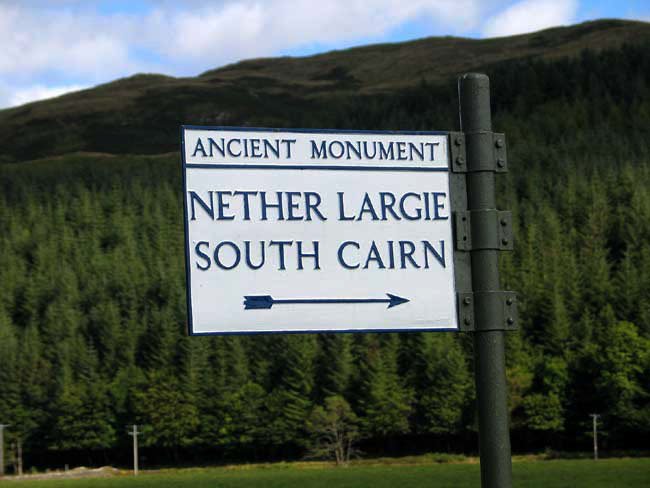 ANCIENT MONUMENT
NETHER LARGIE
SOUTH CAIRN